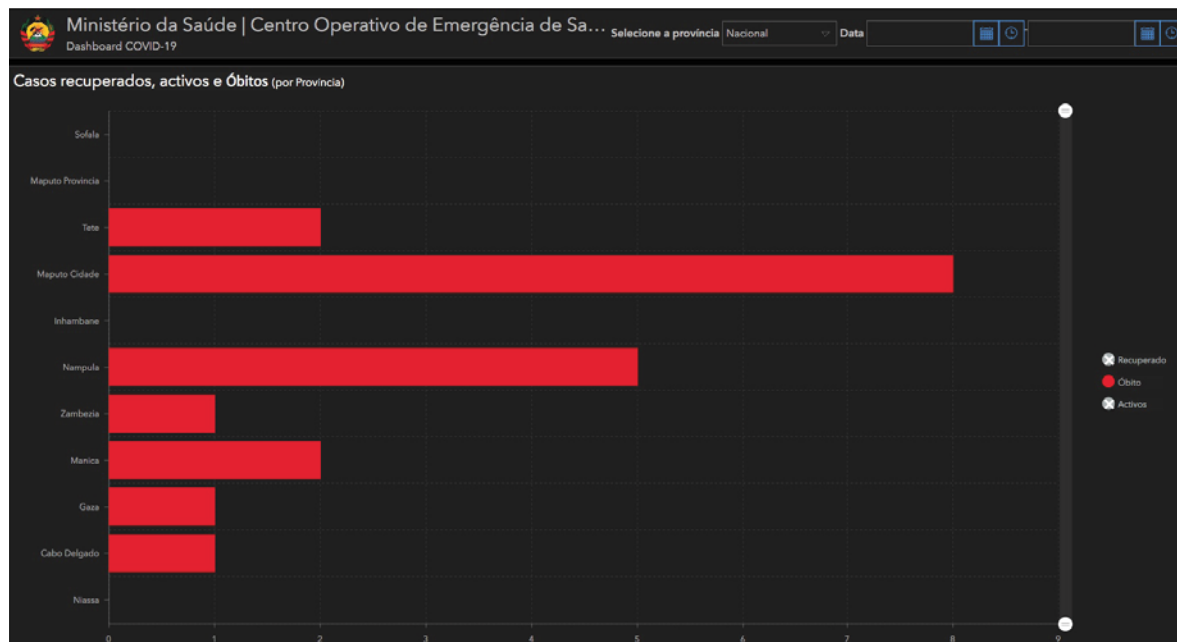 Ministério da Saúde | Centro Operativo de Emergência de Sa...
Dashboard COVID-19
Selecione a província Nacional Data
Casos recuperados, activos e Óbitos (por Província)
Sofala
Maputo Provincia
Tete
Maputo Cidade
Inhambane
Nampula
Zambezia
Manica
Gaza
Cabo Delgado
Niassa
0 1 2 3 4 5 6 7 8 9
Recuperado
Óbito
Activos